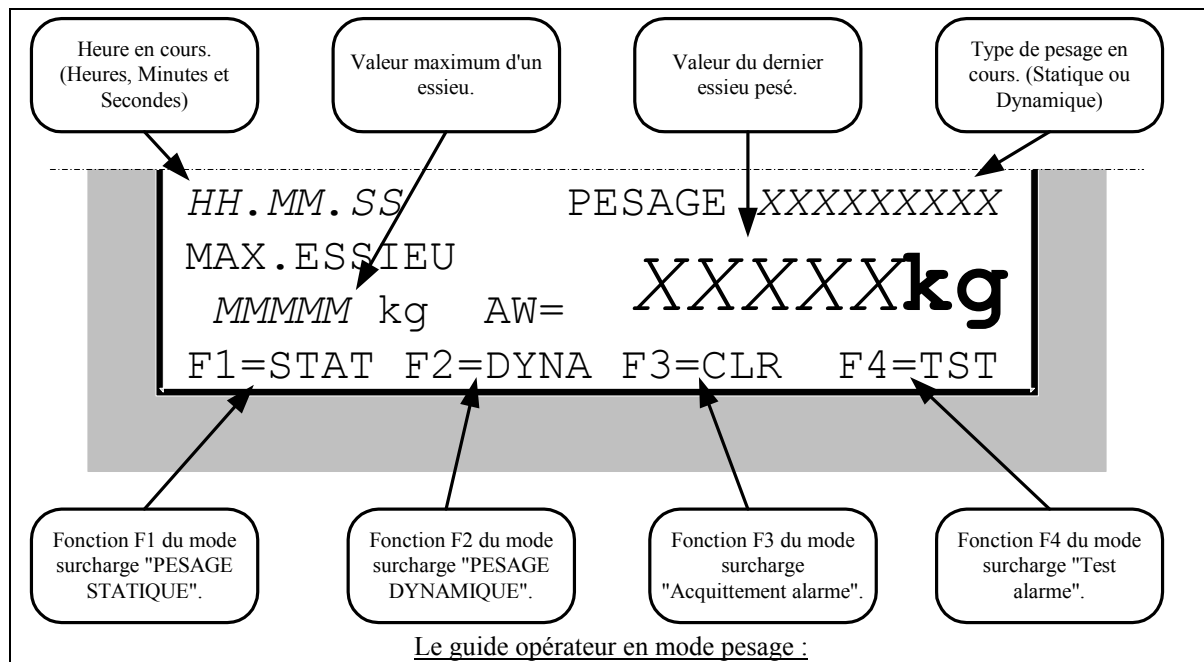 Heure en cours.
(Heures, Minutes et
Secondes)
Valeur maximum d'un
essieu.
Valeur du dernier
essieu pesé.
Type de pesage en
cours. (Statique ou
Dynamique)
HH.MM.SS PESAGE XXXXXXXXX
MAX.ESSIEU
MMMMM kg AW= XXXXXkg
F1=STAT F2=DYNA F3=CLR F4=TST
Fonction F1 du mode
surcharge "PESAGE
STATIQUE".
Fonction F2 du mode
surcharge "PESAGE
DYNAMIQUE".
Fonction F3 du mode
surcharge
"Acquittement alarme".
Fonction F4 du mode
surcharge "Test
alarme".
Le guide opérateur en mode pesage :